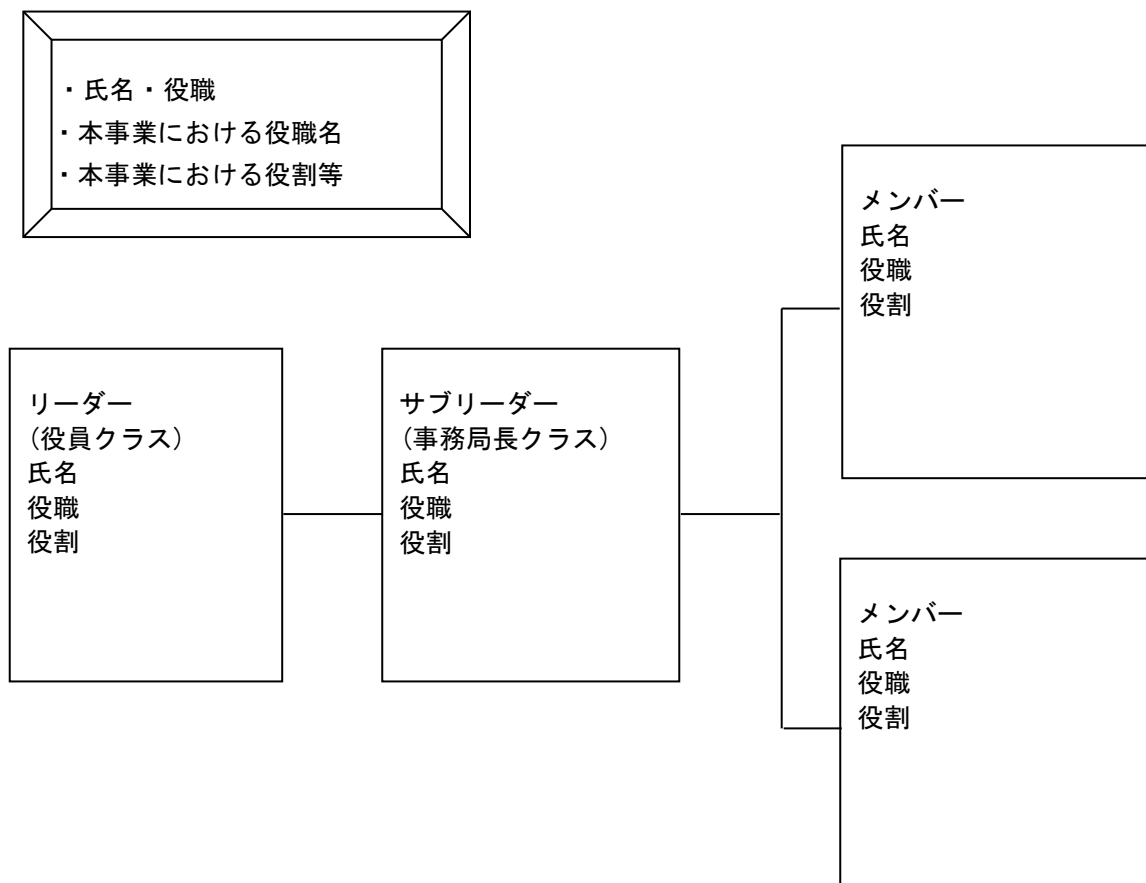 ・氏名・役職
・本事業における役職名
・本事業における役割等
メンバー
氏名
役職
役割
リーダー
(役員クラス)
氏名
役職
役割
サブリーダー
(事務局長クラス)
氏名
役職
役割
メンバー
氏名
役職
役割